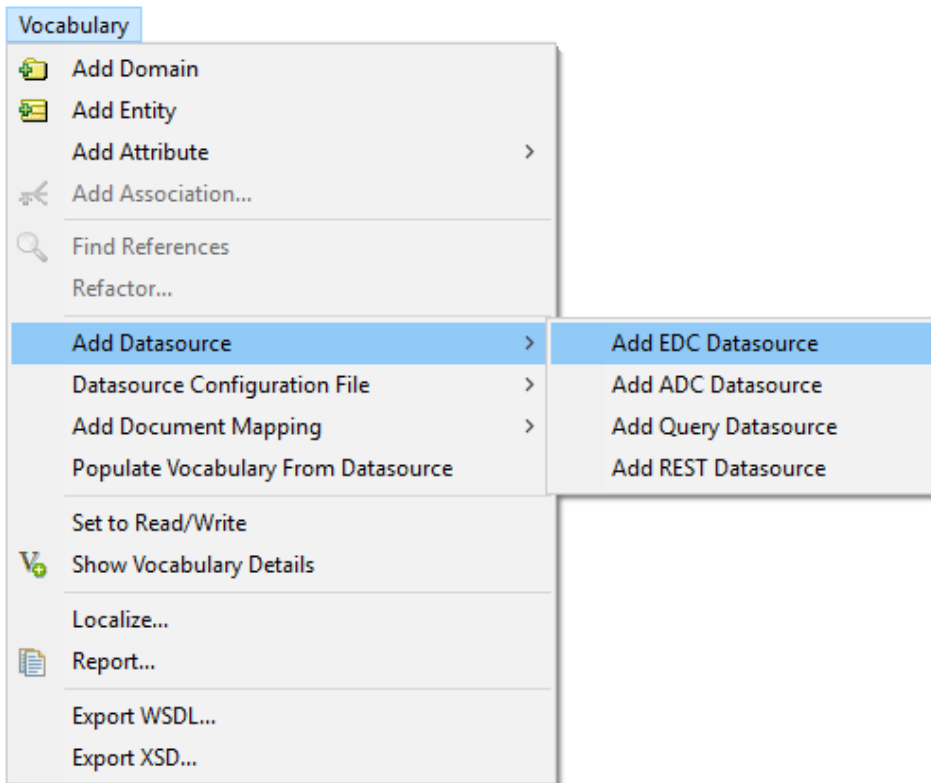 Vocabulary
Add Domain
Add Entity
Add Attribute
Add Association...
Find References
Refactor...
Add Datasource
Datasource Configuration File
Add Document Mapping
Populate Vocabulary From Datasource
Set to Read/Write
Show Vocabulary Details
Localize...
Report...
Export WSDL...
Export XSD...
Add EDC Datasource
Add ADC Datasource
Add Query Datasource
Add REST Datasource